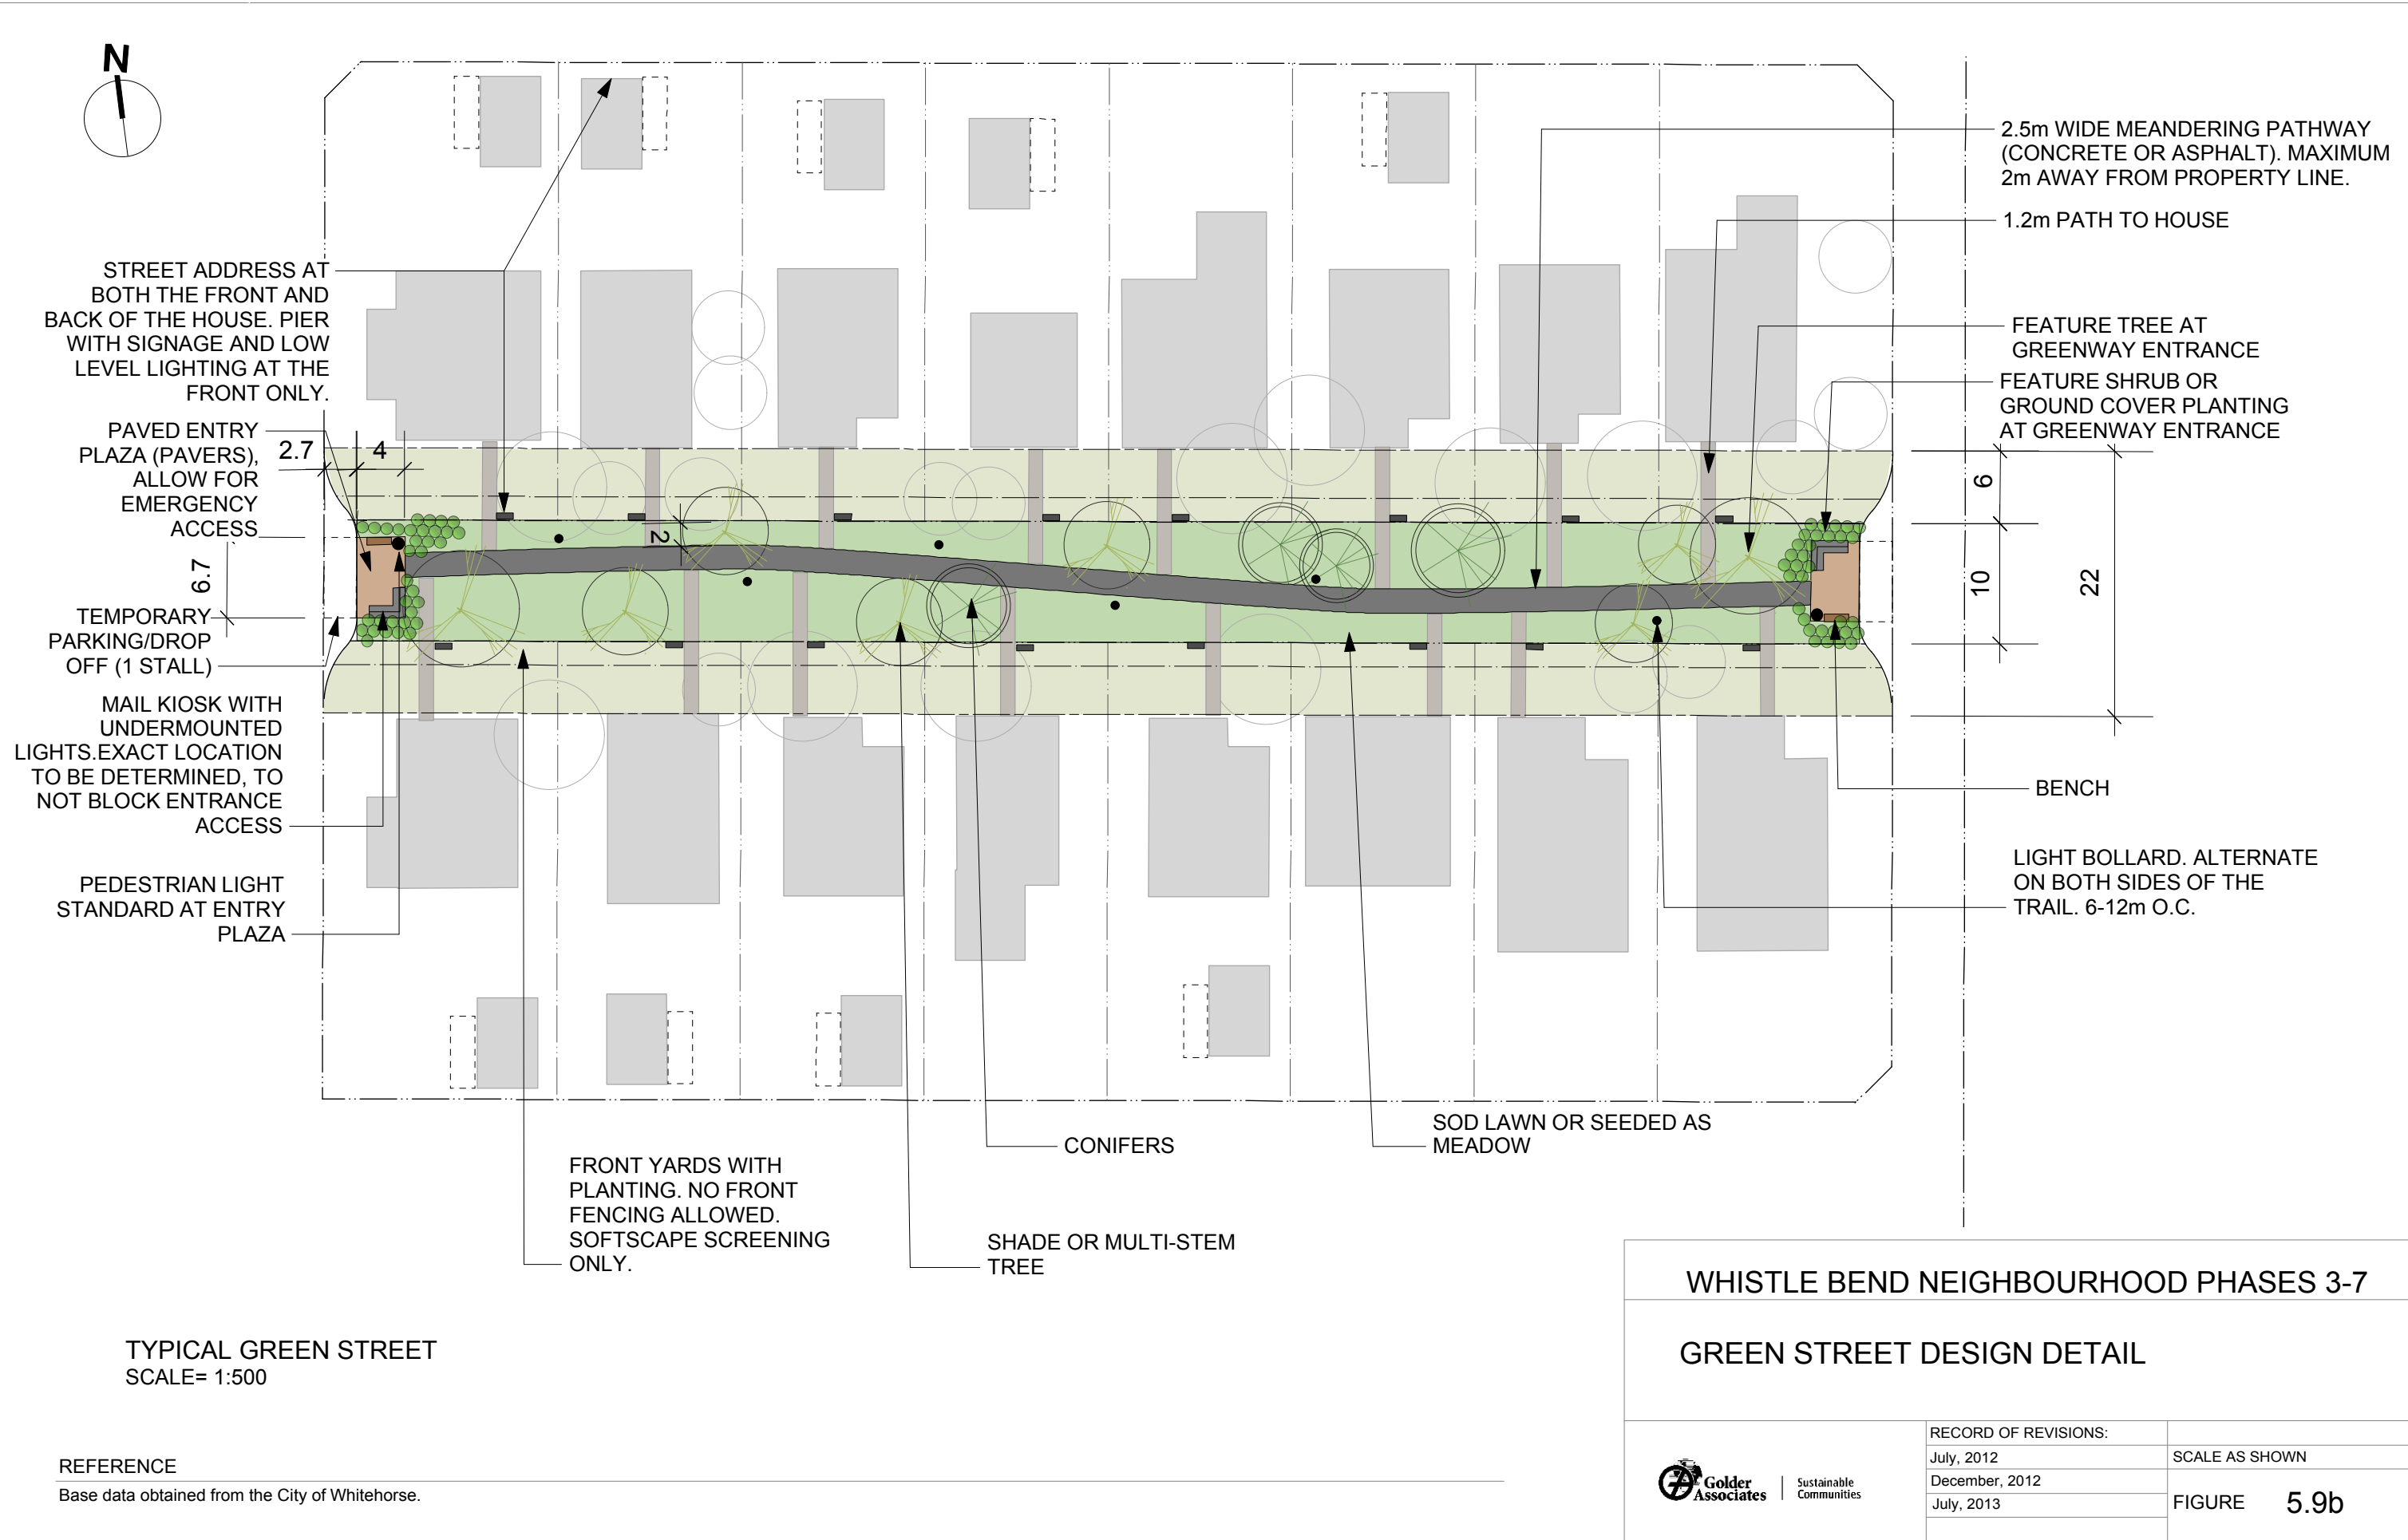 N
STREET ADDRESS AT
BOTH THE FRONT AND
BACK OF THE HOUSE. PIER
WITH SIGNAGE AND LOW
LEVEL LIGHTING AT THE
FRONT ONLY.
PAVED ENTRY
PLAZA (PAVERS),
ALLOW FOR
EMERGENCY
ACCESS
2.7
4
6.7
2
TEMPORARY
PARKING/DROP
OFF (1 STALL)
MAIL KIOSK WITH
UNDERMOUNTED
LIGHTS.EXACT LOCATION
TO BE DETERMINED, TO
NOT BLOCK ENTRANCE
ACCESS
PEDESTRIAN LIGHT
STANDARD AT ENTRY
PLAZA
2.5m WIDE MEANDERING PATHWAY
(CONCRETE OR ASPHALT). MAXIMUM
2m AWAY FROM PROPERTY LINE.
1.2m PATH TO HOUSE
FEATURE TREE AT
GREENWAY ENTRANCE
FEATURE SHRUB OR
GROUND COVER PLANTING
AT GREENWAY ENTRANCE
6
10
22
BENCH
LIGHT BOLLARD. ALTERNATE
ON BOTH SIDES OF THE
TRAIL. 6-12m O.C.
FRONT YARDS WITH
PLANTING. NO FRONT
FENCING ALLOWED.
SOFTSCAPE SCREENING
ONLY.
CONIFERS
SHADE OR MULTI-STEM
TREE
SOD LAWN OR SEEDED AS
MEADOW
TYPICAL GREEN STREET
SCALE= 1:500
REFERENCE
Base data obtained from the City of Whitehorse.
WHISTLE BEND NEIGHBOURHOOD PHASES 3-7
GREEN STREET DESIGN DETAIL
Golder
Associates
Sustainable
Communities
RECORD OF REVISIONS:
July, 2012
December, 2012
July, 2013
SCALE AS SHOWN
FIGURE 5.9b